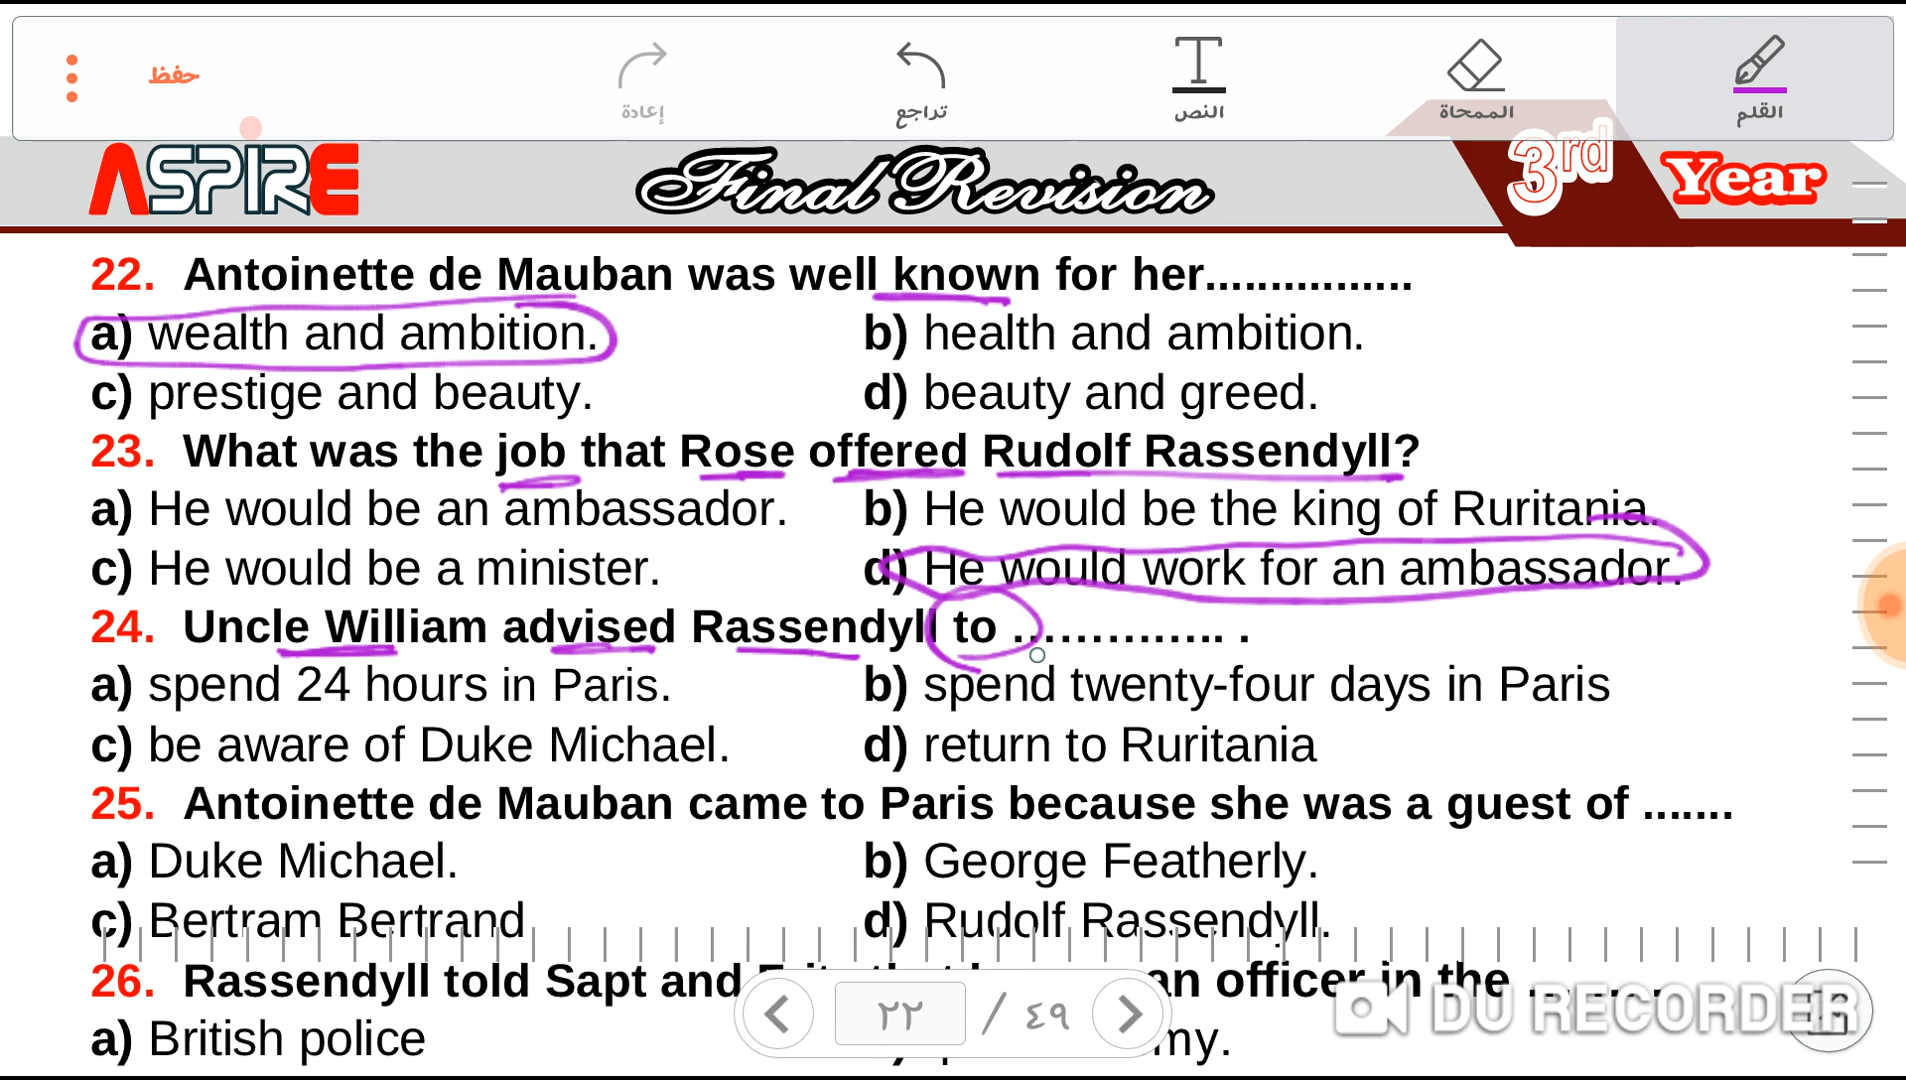 حفظ
إعادة
تراجع
النص
الممحاة
القلم
ASPIRE Final Revision 3rd Year
22. Antoinette de Mauban was well known for her................
a) wealth and ambition. b) health and ambition.
c) prestige and beauty. d) beauty and greed.
23. What was the job that Rose offered Rudolf Rassendyll?
a) He would be an ambassador. b) He would be the king of Ruritania.
c) He would be a minister. d) He would work for an ambassador.
24. Uncle William advised Rassendyll to .............. .
a) spend 24 hours in Paris. b) spend twenty-four days in Paris
c) be aware of Duke Michael. d) return to Ruritania
25. Antoinette de Mauban came to Paris because she was a guest of .......
a) Duke Michael. b) George Featherly.
c) Bertram Bertrand d) Rudolf Rassendyll.
26. Rassendyll told Sapt and an officer in the
a) British police my.
٢٢ / ٤٩
DU RECORDER